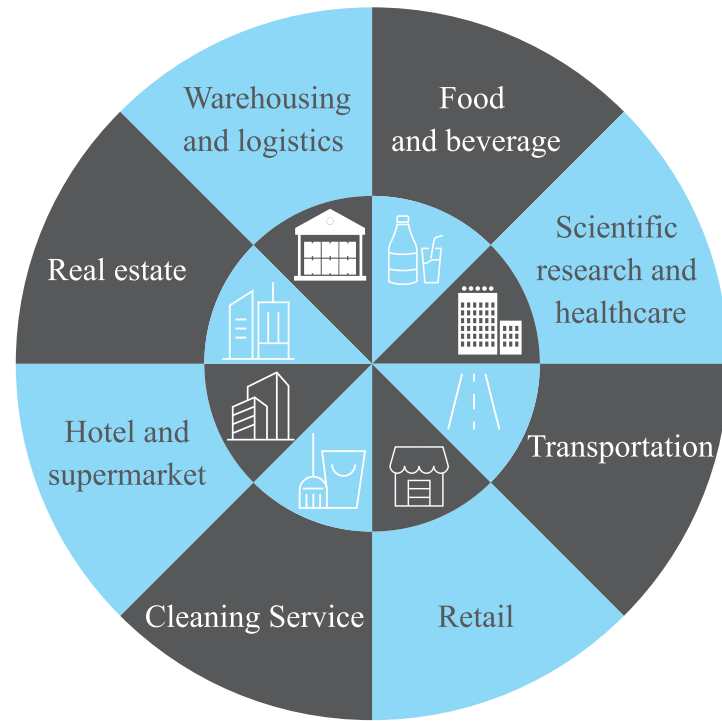 Warehousing
and logistics
Food
and beverage
Scientific
research and
healthcare
Real estate
Hotel and
supermarket
Transportation
Cleaning Service
Retail